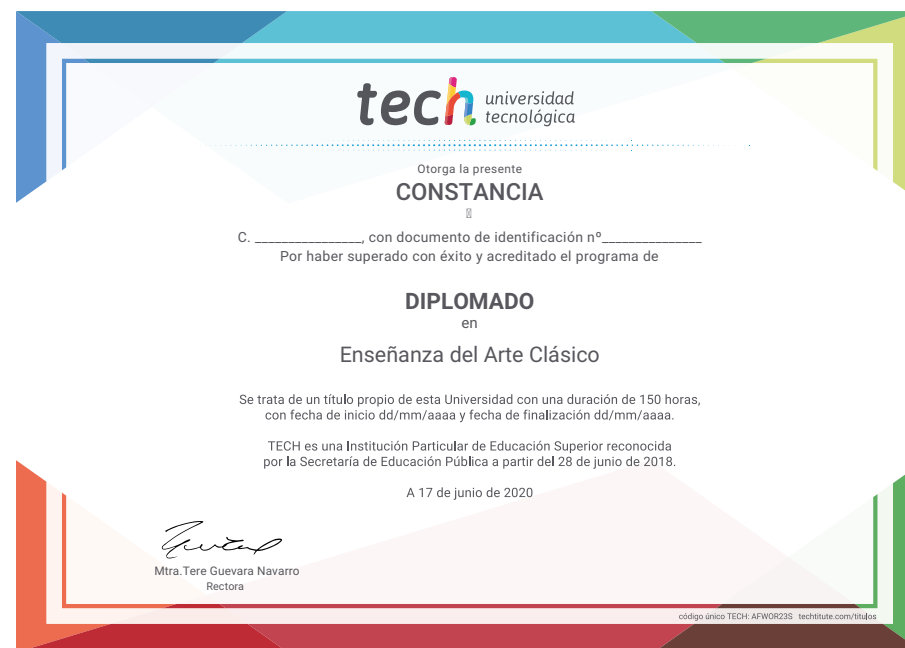 tech universidad
tecnológica
Otorga la presente
CONSTANCIA
C. ________________, con documento de identificación nº_______________
Por haber superado con éxito y acreditado el programa de
DIPLOMADO
en
Enseñanza del Arte Clásico
Se trata de un título propio de esta Universidad con una duración de 150 horas,
con fecha de inicio dd/mm/aaaa y fecha de finalización dd/mm/aaaa.
TECH es una Institución Particular de Educación Superior reconocida
por la Secretaría de Educación Pública a partir del 28 de junio de 2018.
A 17 de junio de 2020
Mtra.Tere Guevara Navarro
Rectora
código único TECH: AFWOR23S techtitute.com/titulos